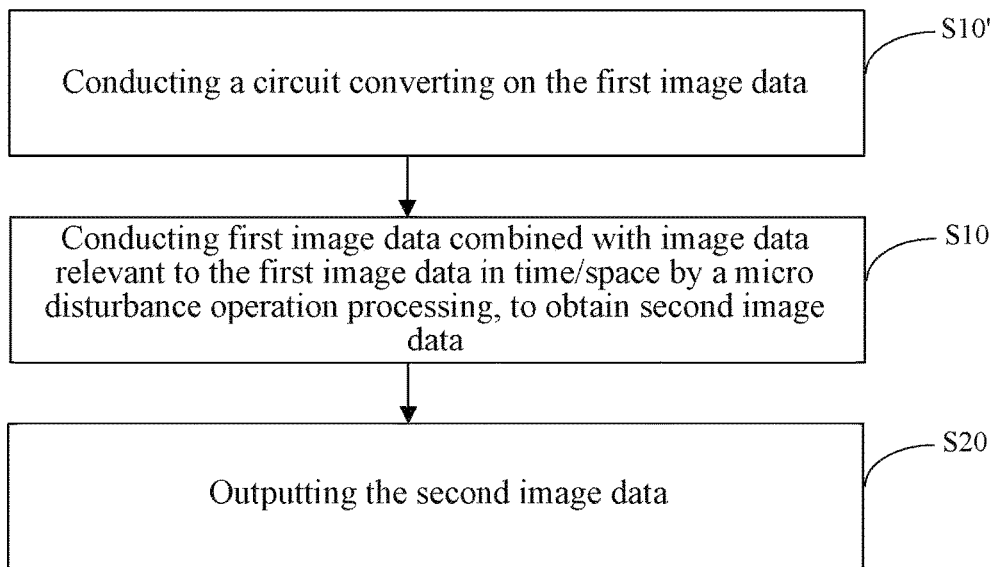 S10'
Conducting a circuit converting on the first image data
Conducting first image data combined with image data
relevant to the first image data in time/space by a micro
disturbance operation processing, to obtain second image
data
S10
Outputting the second image data
S20